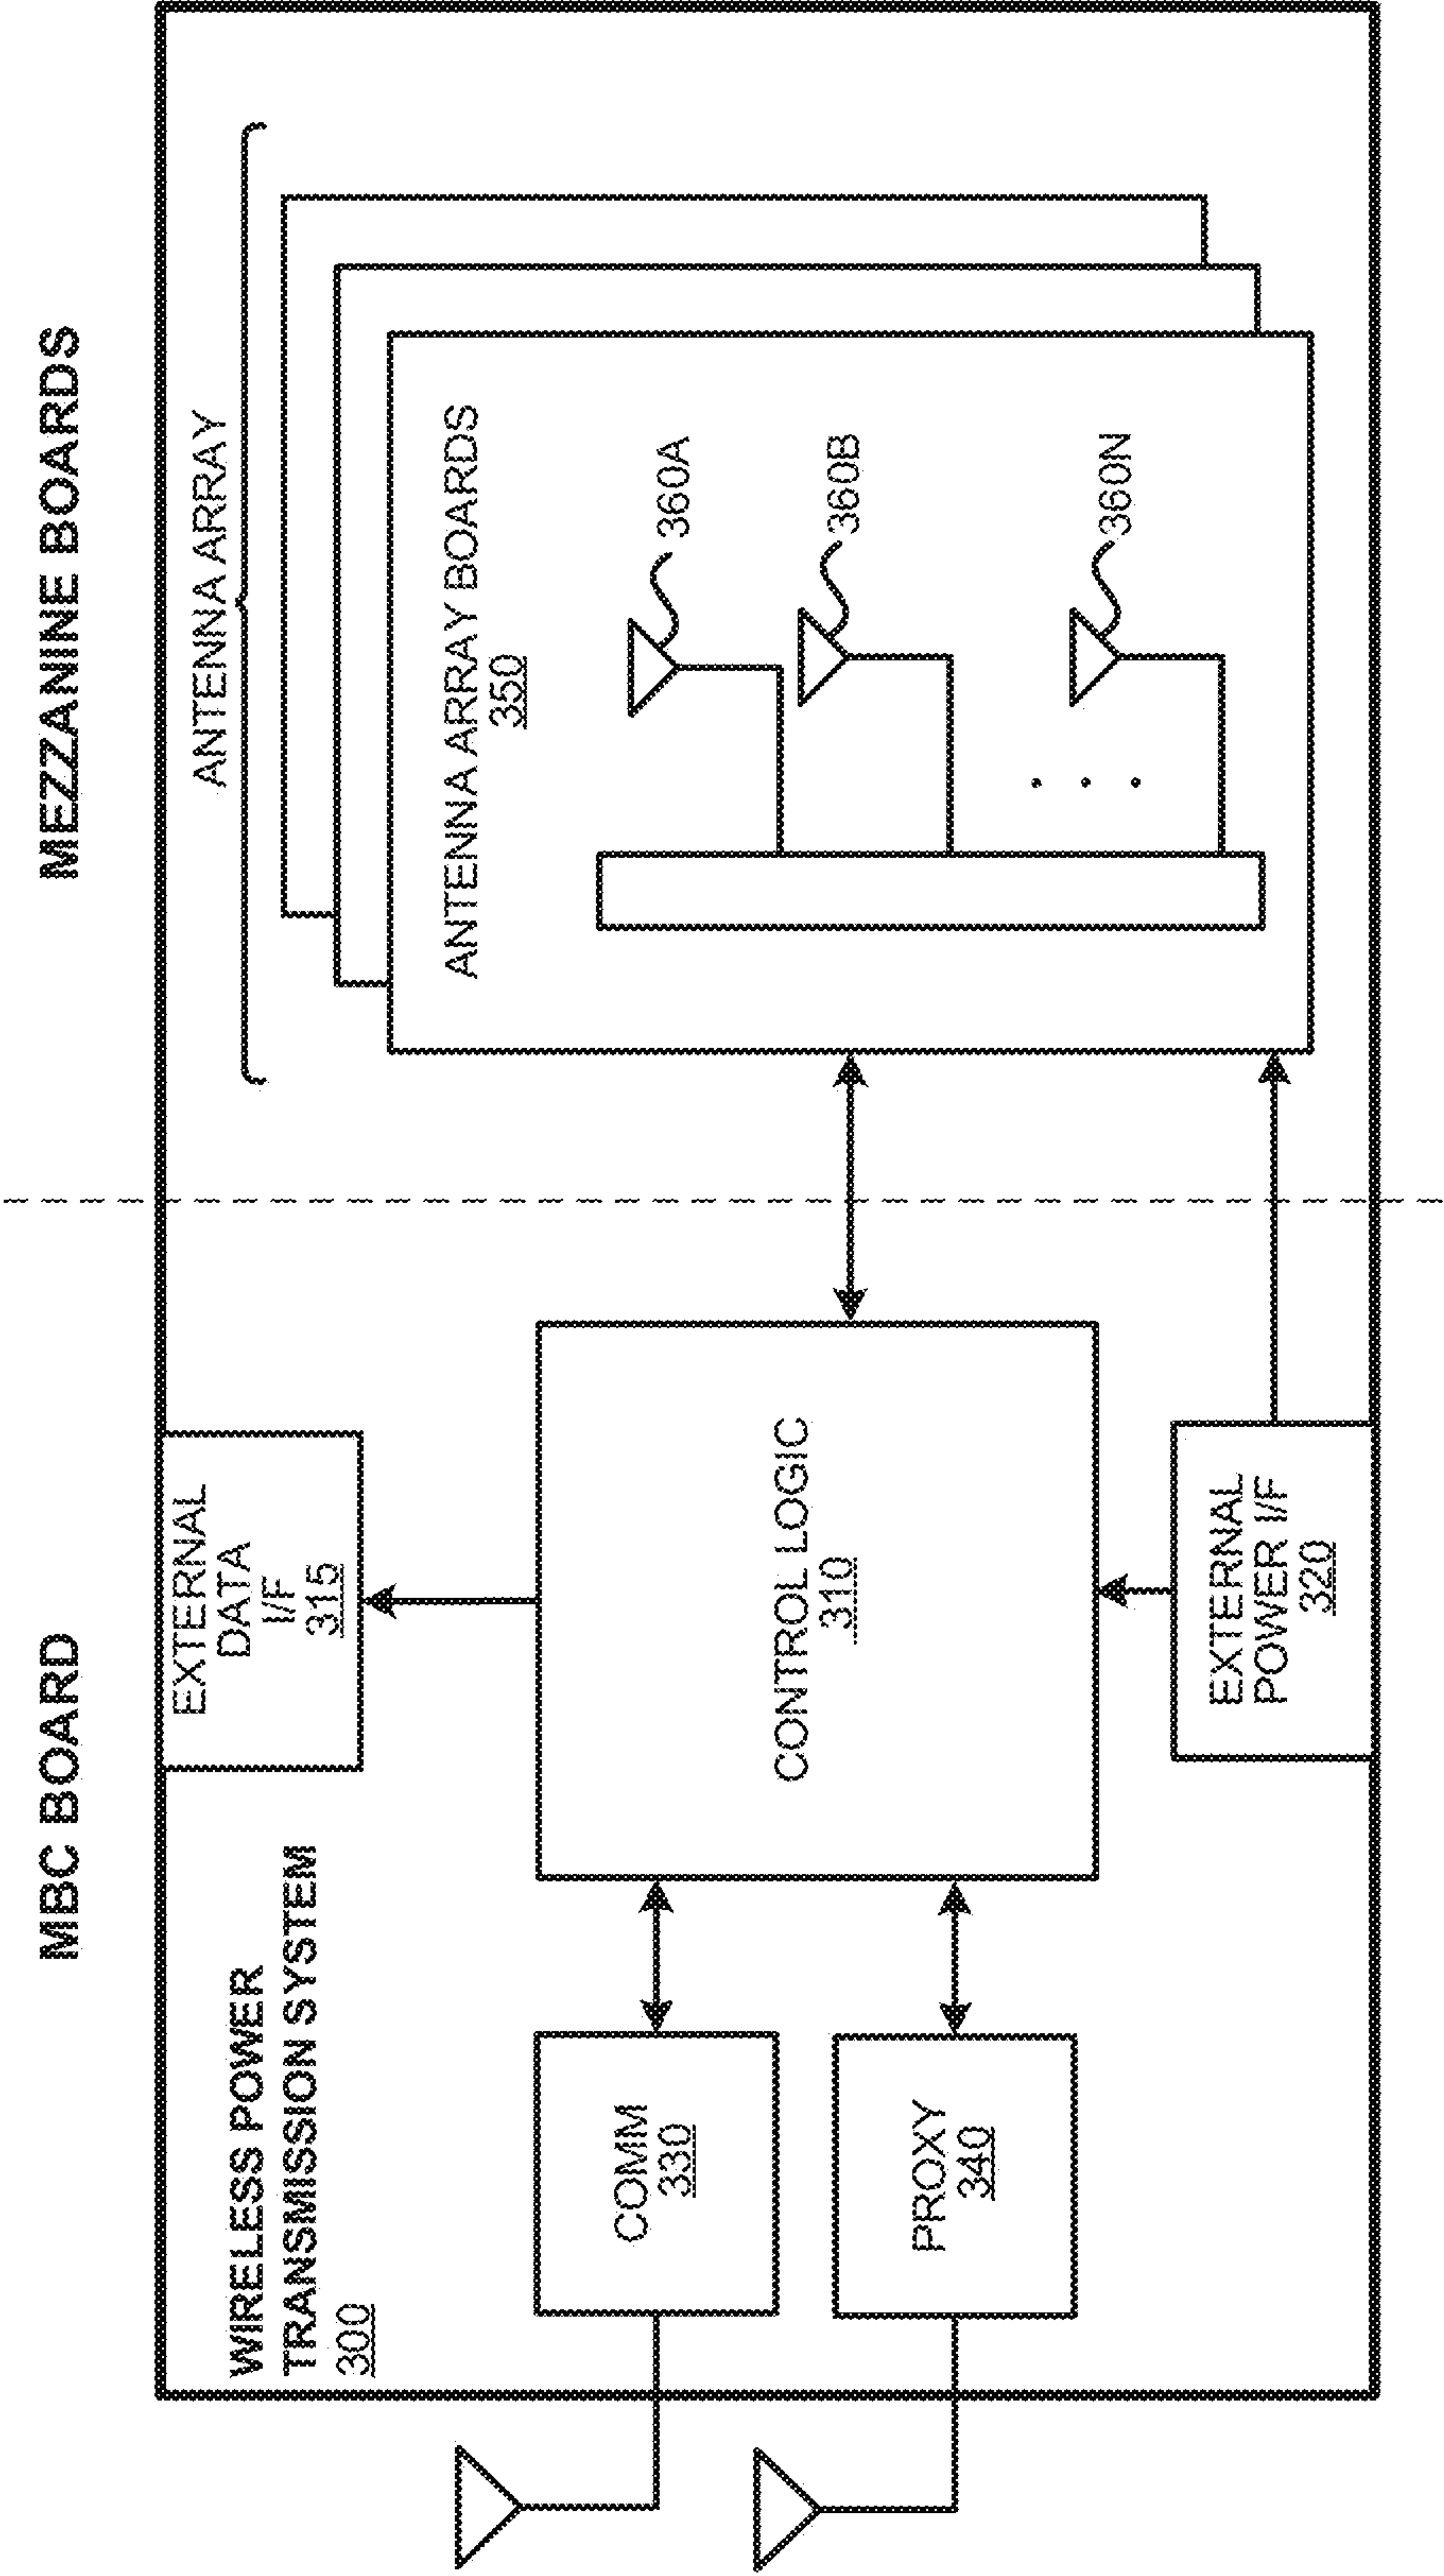 MBC BOARD
MEZZANINE BOARDS
WIRELESS POWER
TRANSMISSION SYSTEM
300
EXTERNAL
DATA
I/F
315
ANTENNA ARRAY
COMM
330
PROXY
340
CONTROL LOGIC
310
EXTERNAL
POWER I/F
320
ANTENNA ARRAY BOARDS
350
360A
360B
. . .
360N